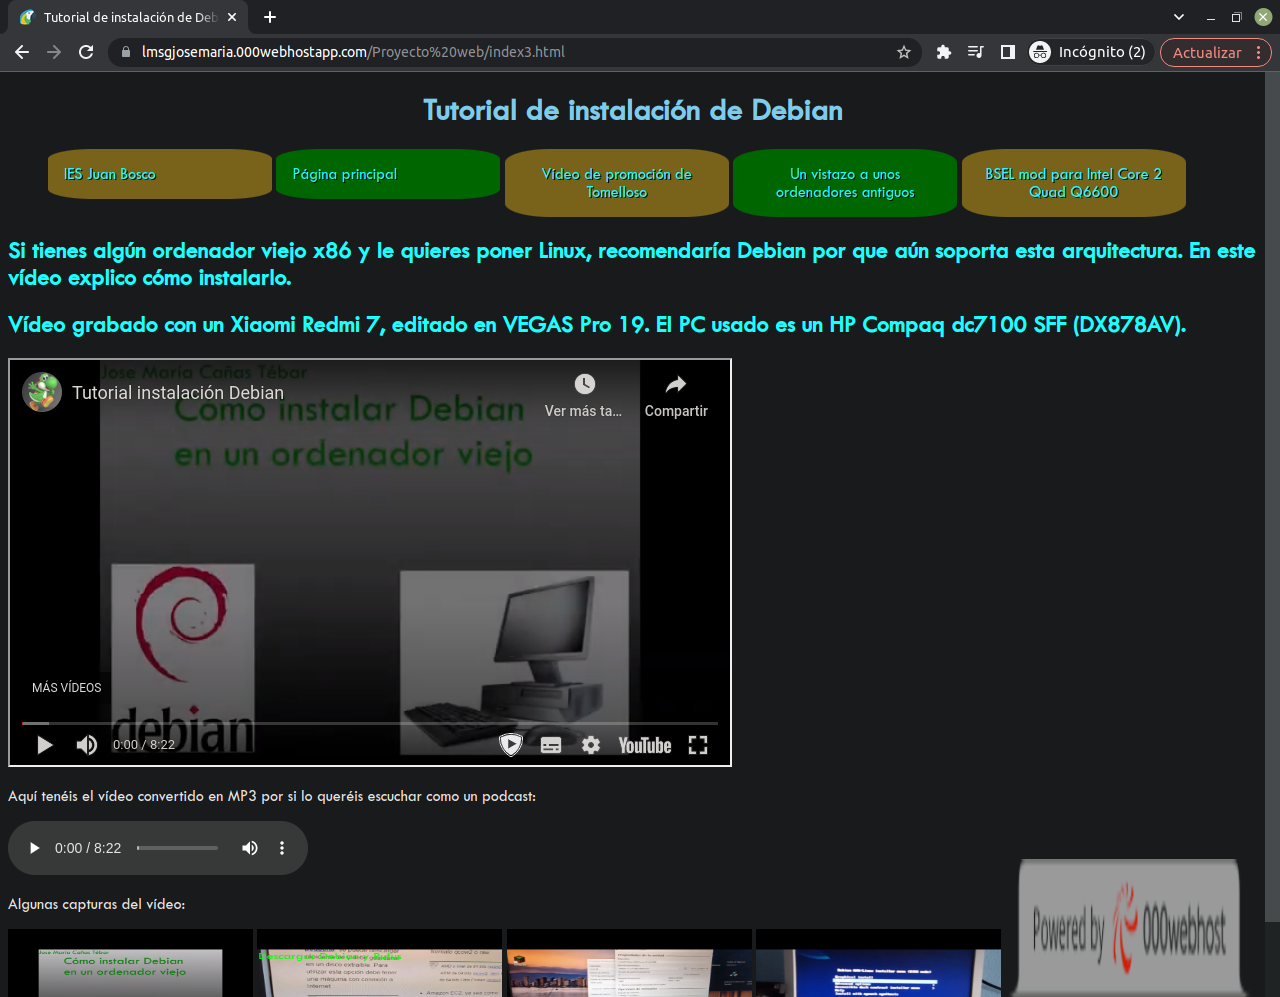 Tutorial de instalación de Deb
lmsgjosemaria.000webhostapp.com/Proyecto%20web/index3.html
Incógnito (2)
Actualizar
Tutorial de instalación de Debian
IES Juan Bosco
Página principal
Vídeo de promoción de
Tomelloso
Un vistazo a unos
ordenadores antiguos
BSEL mod para Intel Core 2
Quad Q6600
Si tienes algún ordenador viejo x86 y le quieres poner Linux, recomendaría Debian por que aún soporta esta arquitectura. En este
vídeo explico cómo instalarlo.
Vídeo grabado con un Xiaomi Redmi 7, editado en VEGAS Pro 19. El PC usado es un HP Compaq dc7100 SFF (DX878AV).
Jose María Cañas Tébar
Tutorial instalación Debian
Ver más ta...
Compartir
Cómo instalar Debian
en un ordenador viejo
debian
MÁS VÍDEOS
0:00 / 8:22
YouTube
Aquí tenéis el vídeo convertido en MP3 por si lo queréis escuchar como un podcast:
0:00 / 8:22
Algunas capturas del vídeo:
Powered by 000webhost
Jose María Cañas Tébar
Cómo instalar Debian
en un ordenador viejo